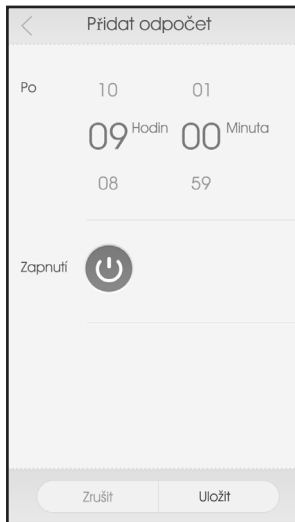 Přidat odpočet
Po
10 01
09 Hodin 00 Minuta
08 59
Zapnutí
Zrušit Uložit